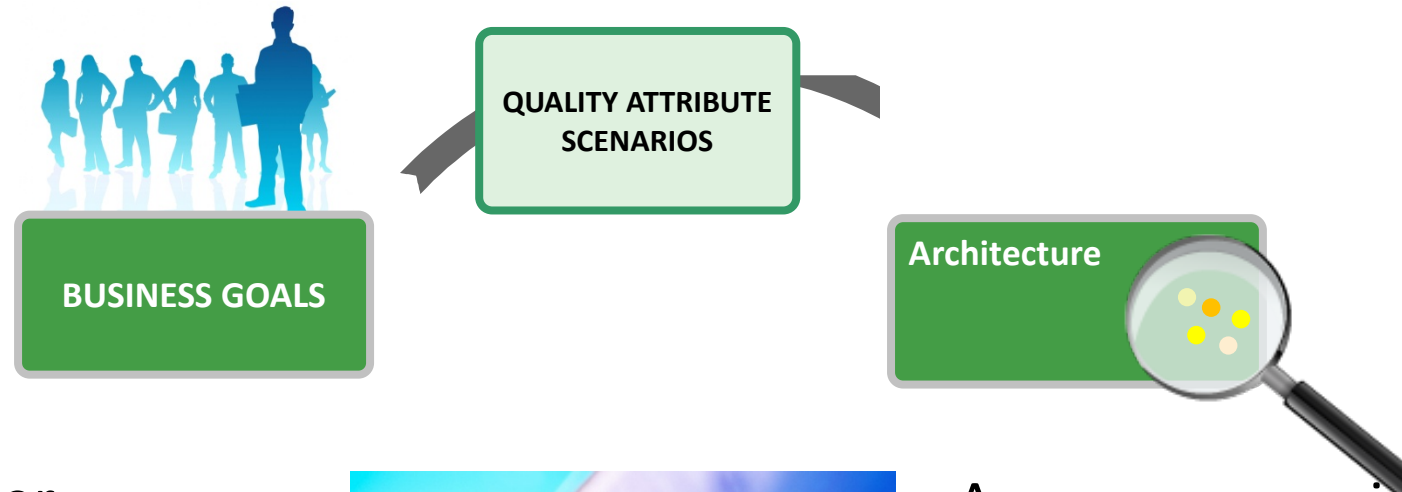 QUALITY ATTRIBUTE
SCENARIOS
Architecture
BUSINESS GOALS